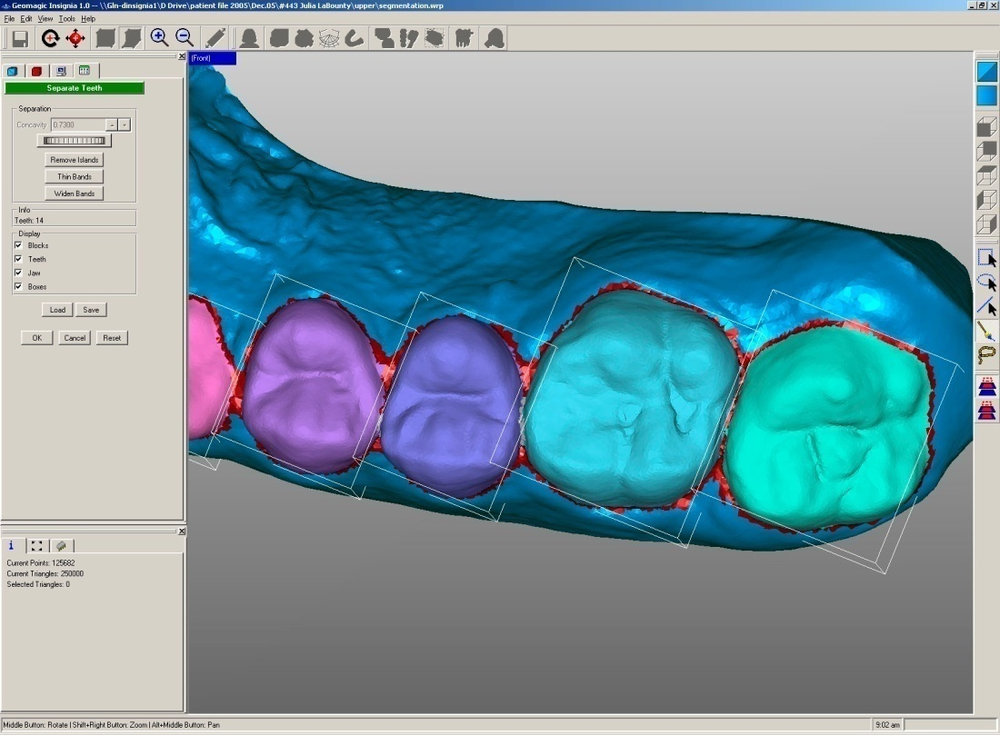 Geomagic Insignia 1.0 -- \\Gln-dinsignia1\D Drive\patient file 2005\Dec.05\#443 Julia LaBounty\upper\segmentation.wrp
File Edit View Tools Help
(Front)
Separate Teeth
Separation
Concavity 0.7300
Remove Islands
Thin Bands
Widen Bands
Info
Teeth: 14
Display
Blocks
Teeth
Jaw
Boxes
Load Save
OK Cancel Reset
Current Points: 125682
Current Triangles: 250000
Selected Triangles: 0
Middle Button: Rotate | Shift+Right Button: Zoom | Alt+Middle Button: Pan
9:02 am